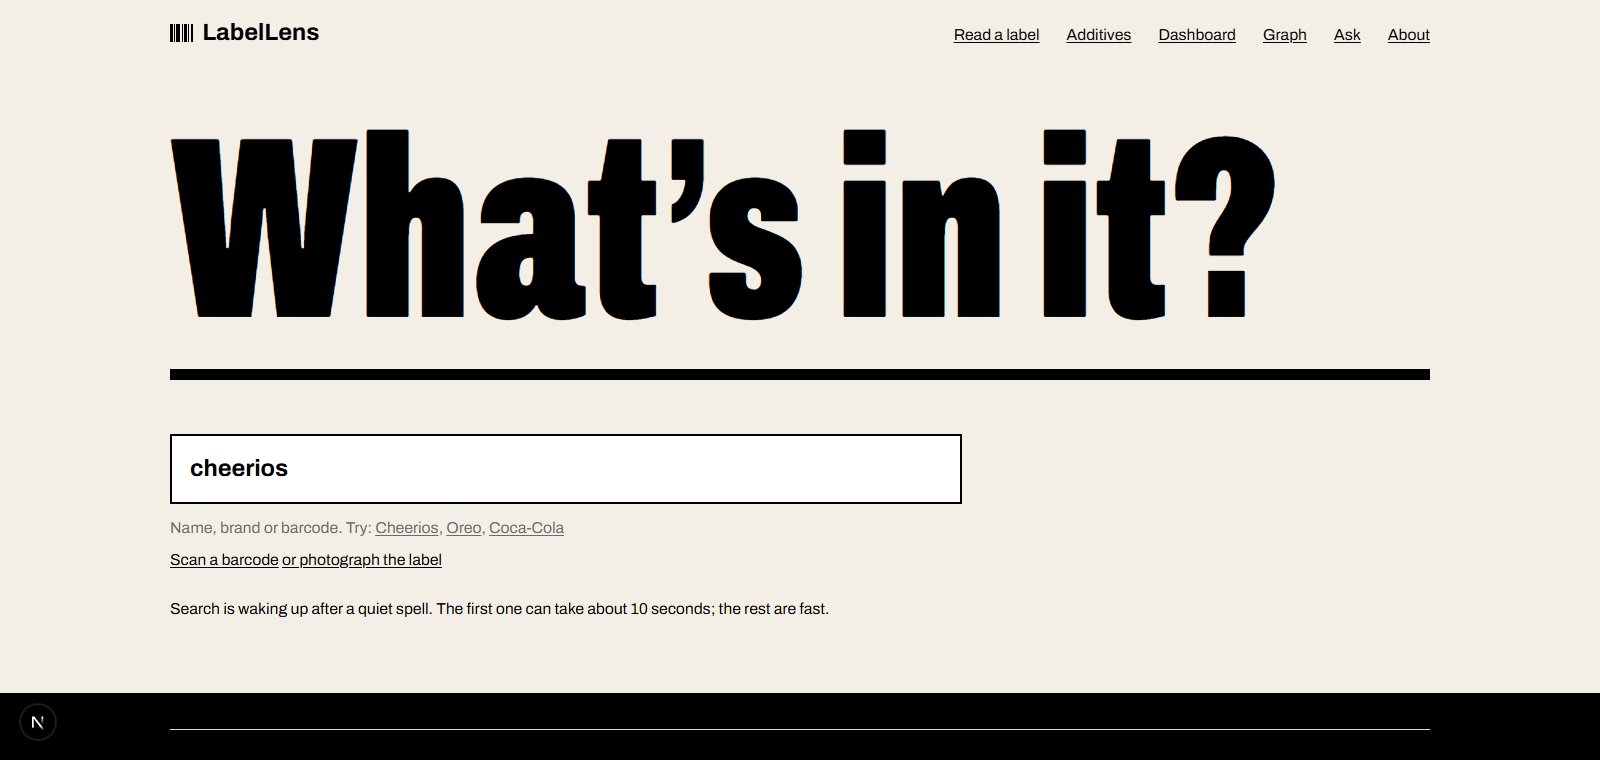 LabelLens
Read a label Additives Dashboard Graph Ask About
What’s in it?
cheerios
Name, brand or barcode. Try: Cheerios, Oreo, Coca-Cola
Scan a barcode or photograph the label
Search is waking up after a quiet spell. The first one can take about 10 seconds; the rest are fast.
N